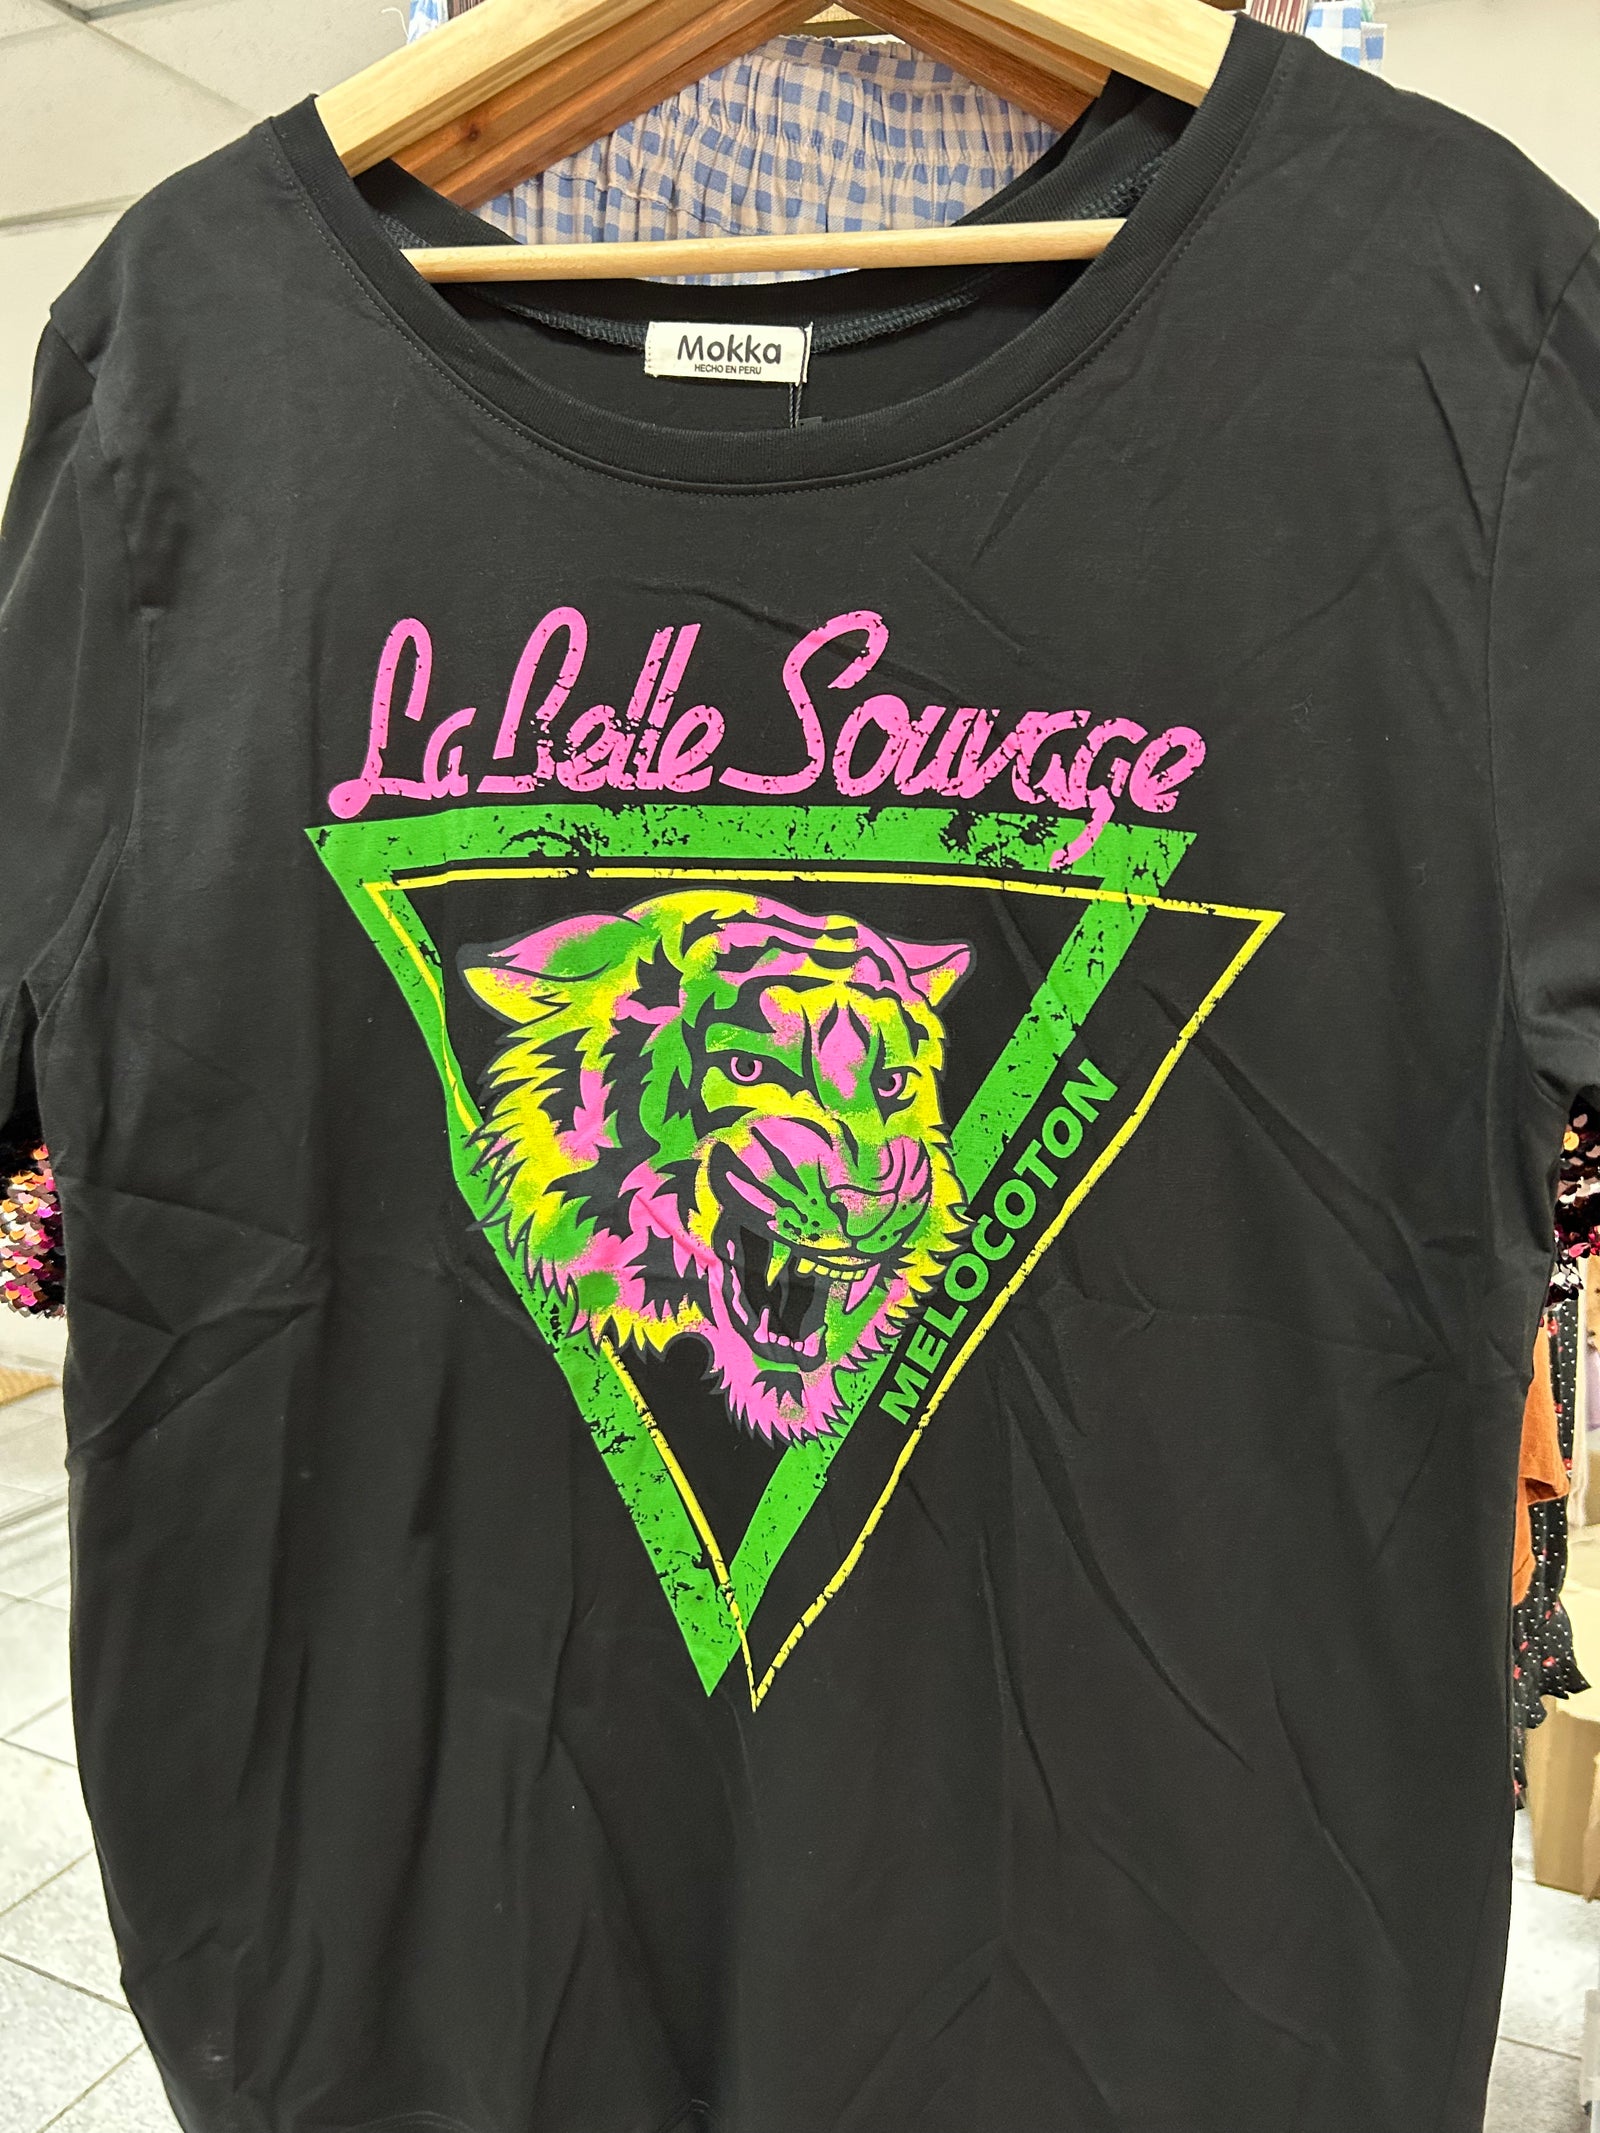 Mokka
HECHO EN PERU
La Belle Sauvage
MELOCOTON